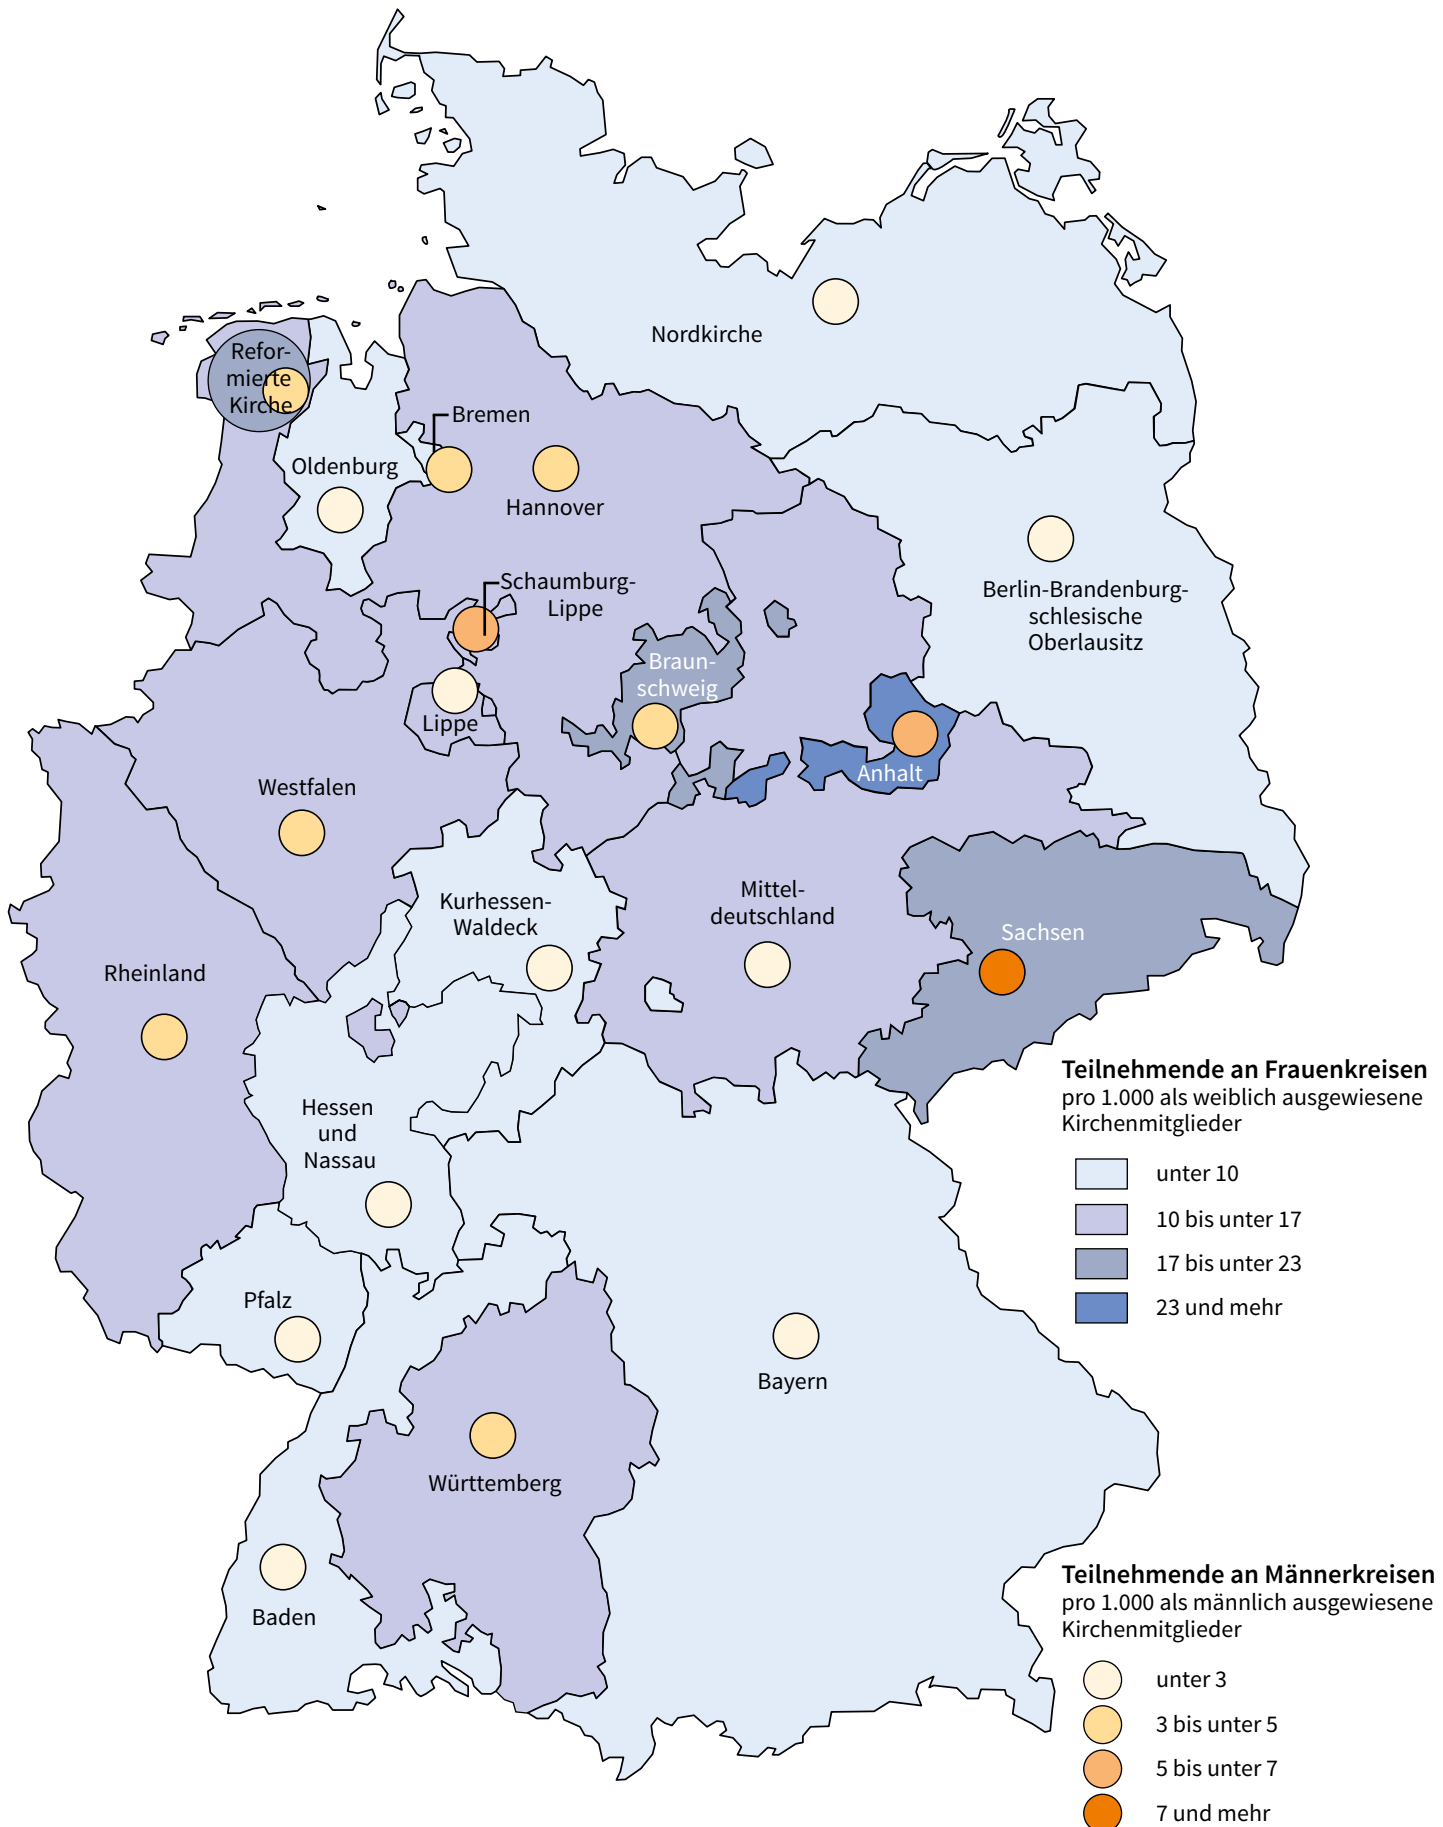 Nordkirche
Refor-
mierte
Kirche
Bremen
Oldenburg
Hannover
Schaumburg-
Lippe
Berlin-Brandenburg-
schlesische
Oberlausitz
Braun-
schweig
Lippe
Anhalt
Westfalen
Kurhessen-
Waldeck
Mittel-
deutschland
Sachsen
Rheinland
Hessen
und
Nassau
Pfalz
Bayern
Württemberg
Baden
Teilnehmende an Frauenkreisen
pro 1.000 als weiblich ausgewiesene
Kirchenmitglieder
unter 10
10 bis unter 17
17 bis unter 23
23 und mehr
Teilnehmende an Männerkreisen
pro 1.000 als männlich ausgewiesene
Kirchenmitglieder
unter 3
3 bis unter 5
5 bis unter 7
7 und mehr